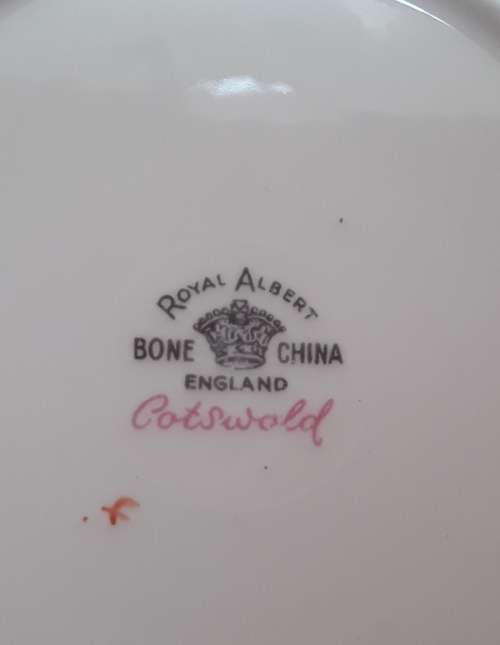 ROYAL ALBERT
BONE CHINA
ENGLAND
Cotswold